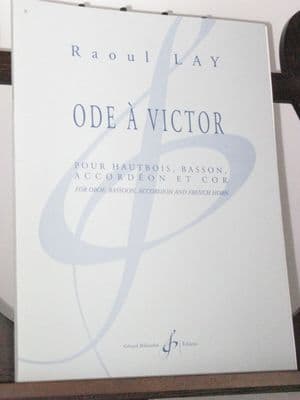 Raoul LAY
ODE À VICTOR
POUR HAUTBOIS, BASSON,
ACCORDÉON ET COR
FOR OBOE, BASSOON, ACCORDION AND FRENCH HORN
Gérard Billaudot Éditeur